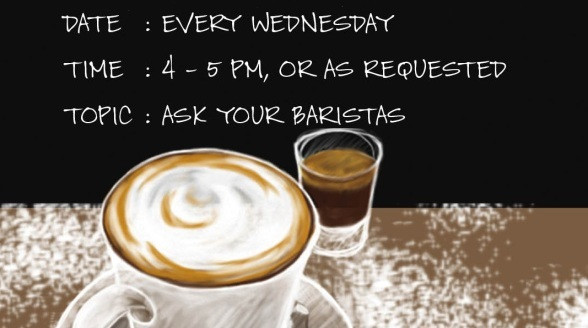 DATE : EVERY WEDNESDAY
TIME : 4 - 5 PM, OR AS REQUESTED
TOPIC : ASK YOUR BARISTAS